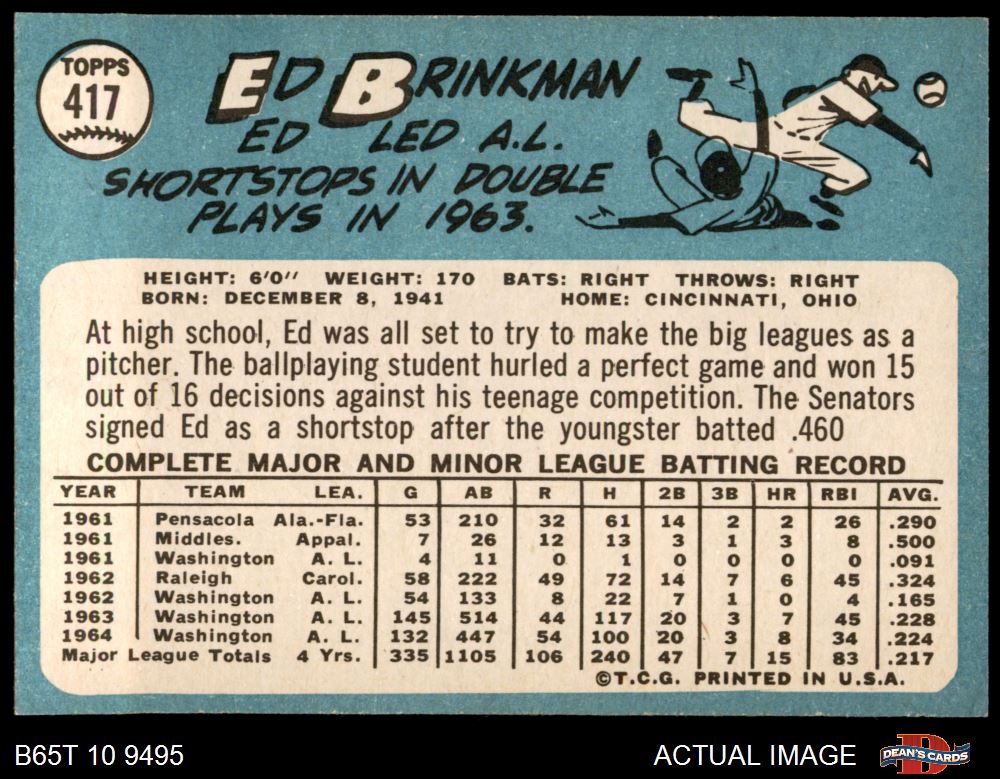 TOPPS
417
ED BRINKMAN
ED LED A.L.
SHORTSTOPS IN DOUBLE
PLAYS IN 1963.
HEIGHT: 6'0" WEIGHT: 170 BATS: RIGHT THROWS: RIGHT
BORN: DECEMBER 8, 1941 HOME: CINCINNATI, OHIO
At high school, Ed was all set to try to make the big leagues as a
pitcher. The ballplaying student hurled a perfect game and won 15
out of 16 decisions against his teenage competition. The Senators
signed Ed as a shortstop after the youngster batted .460
COMPLETE MAJOR AND MINOR LEAGUE BATTING RECORD
YEAR TEAM LEA. G AB R H 2B 3B HR RBI AVG.
1961 Pensacola Ala.-Fla. 53 210 32 61 14 2 2 26 .290
1961 Middles. Appal. 7 26 12 13 3 1 3 8 .500
1961 Washington A. L. 4 11 0 1 0 0 0 0 .091
1962 Raleigh Carol. 58 222 49 72 14 7 6 45 .324
1962 Washington A. L. 54 133 8 22 7 1 0 4 .165
1963 Washington A. L. 145 514 44 117 20 3 7 45 .228
1964 Washington A. L. 132 447 54 100 20 3 8 34 .224
Major League Totals 4 Yrs. 335 1105 106 240 47 7 15 83 .217
©T.C.G. PRINTED IN U.S.A.
B65T 10 9495 ACTUAL IMAGE DEAN'S CARDS